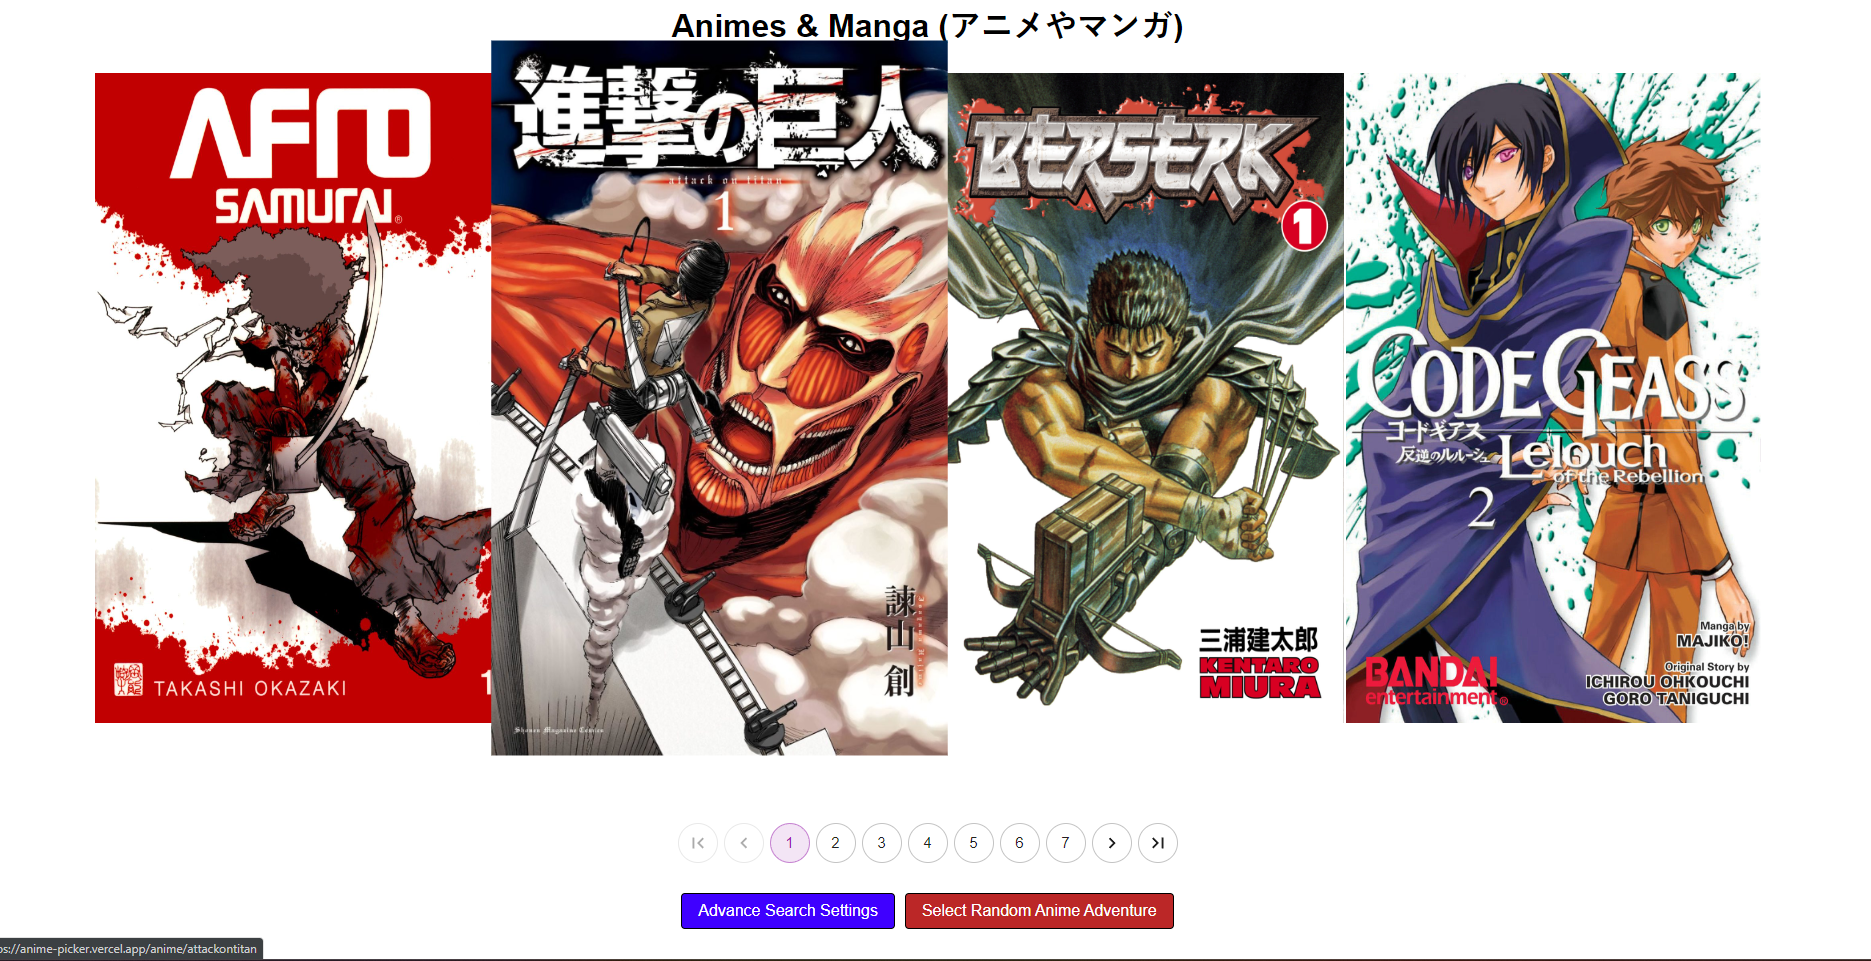 Animes & Manga (アニメやマンガ)
AFRO
SAMURAI®
TAKASHI OKAZAKI
1
進撃の巨人
attack on titan
1
諫山創
Shonen Magazine Comics
BERSERK
1
三浦建太郎
KENTARO
MIURA
CODE GEASS
コードギアス
反逆のルルーシュ
Lelouch
of the Rebellion
2
Manga by
MAJIKO!
Original Story by
ICHIROU OHKOUCHI
GORO TANIGUCHI
BANDAI
entertainment®
1 2 3 4 5 6 7
Advance Search Settings
Select Random Anime Adventure
ps://anime-picker.vercel.app/anime/attackontitan